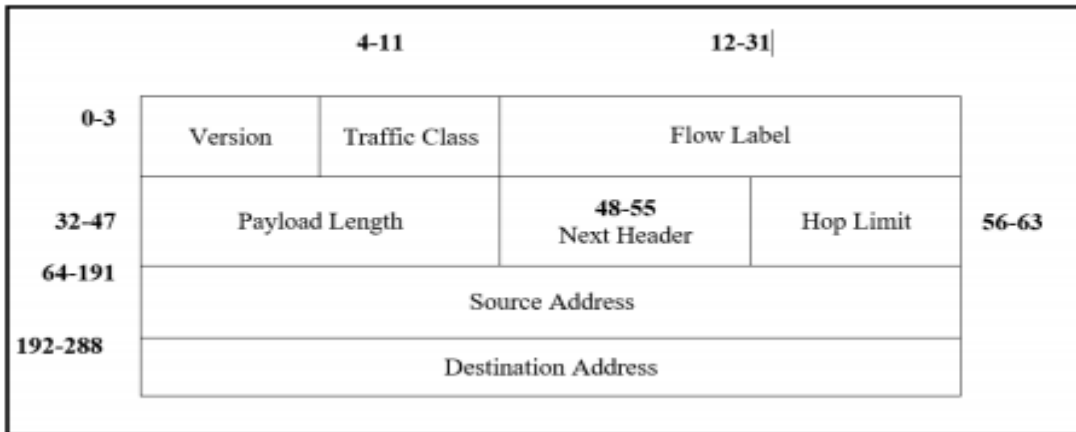 4-11 12-31
0-3 Version Traffic Class Flow Label
32-47 Payload Length 48-55 Next Header Hop Limit 56-63
64-191
Source Address
192-288
Destination Address